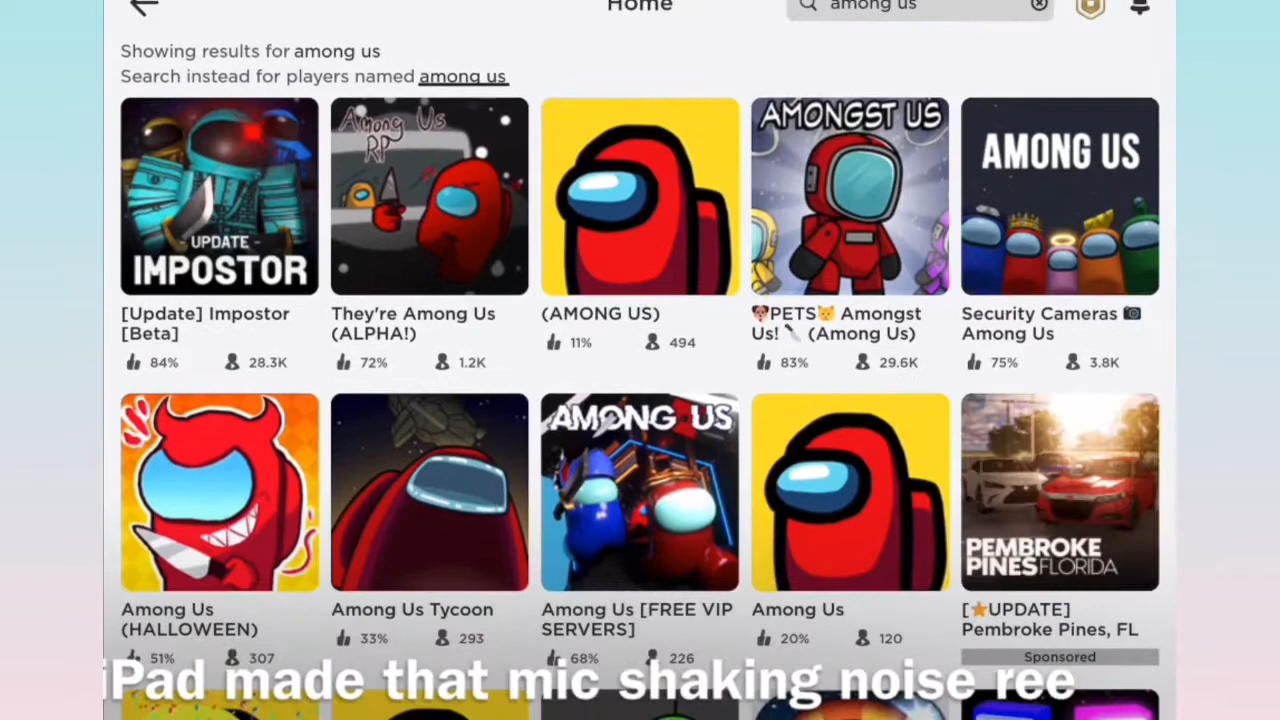 Home
among us
Showing results for among us
Search instead for players named among us
- UPDATE -
IMPOSTOR
Among Us
RP
AMONGST US
AMONG US
[Update] Impostor
[Beta]
84% 28.3K
They're Among Us
(ALPHA!)
72% 1.2K
(AMONG US)
11% 494
🐶PETS🐱 Amongst
Us!🔪 (Among Us)
83% 29.6K
Security Cameras 📷
Among Us
75% 3.8K
AMONG US
PEMBROKE
PINES FLORIDA
Among Us
(HALLOWEEN)
51% 307
Among Us Tycoon
33% 293
Among Us [FREE VIP
SERVERS]
68% 226
Among Us
20% 120
[⭐UPDATE]
Pembroke Pines, FL
Sponsored
iPad made that mic shaking noise ree